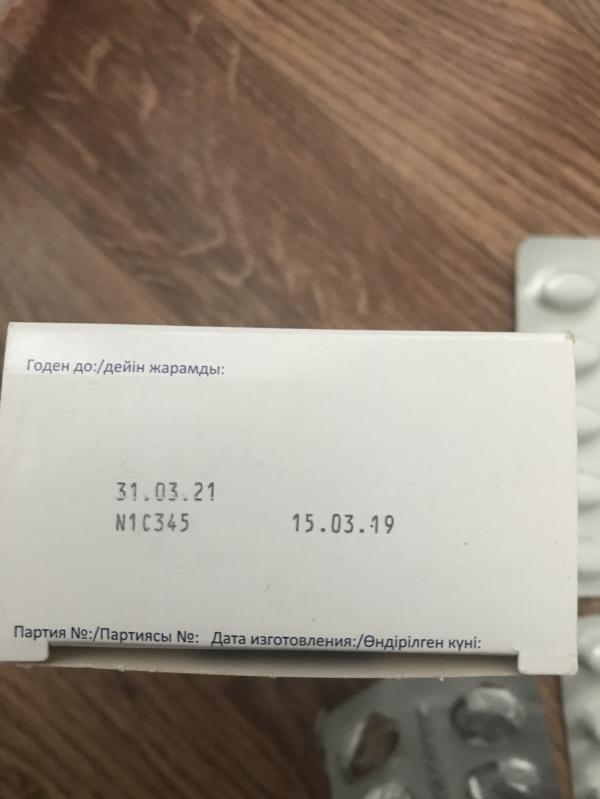 Годен до:/дейін жарамды:
31.03.21
N1C345 15.03.19
Партия №:/Партиясы №: Дата изготовления:/Өндірілген күні: